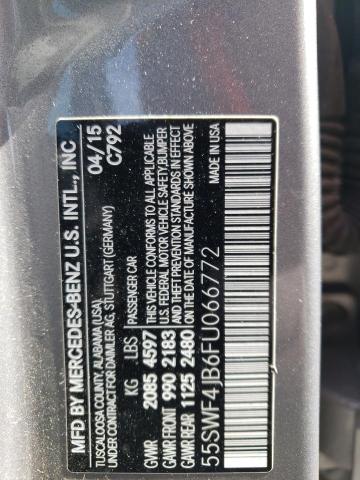 MFD BY MERCEDES-BENZ U.S. INTL., INC
TUSCALOOSA COUNTY, ALABAMA (USA)
UNDER CONTRACT FOR DAIMLER AG, STUTTGART (GERMANY)
04/15
C792
KG LBS PASSENGER CAR
GVWR 2085 4597
GAWR FRONT 990 2183
GAWR REAR 1125 2480
THIS VEHICLE CONFORMS TO ALL APPLICABLE
U.S. FEDERAL MOTOR VEHICLE SAFETY, BUMPER
AND THEFT PREVENTION STANDARDS IN EFFECT
ON THE DATE OF MANUFACTURE SHOWN ABOVE
55SWF4JB6FU066772